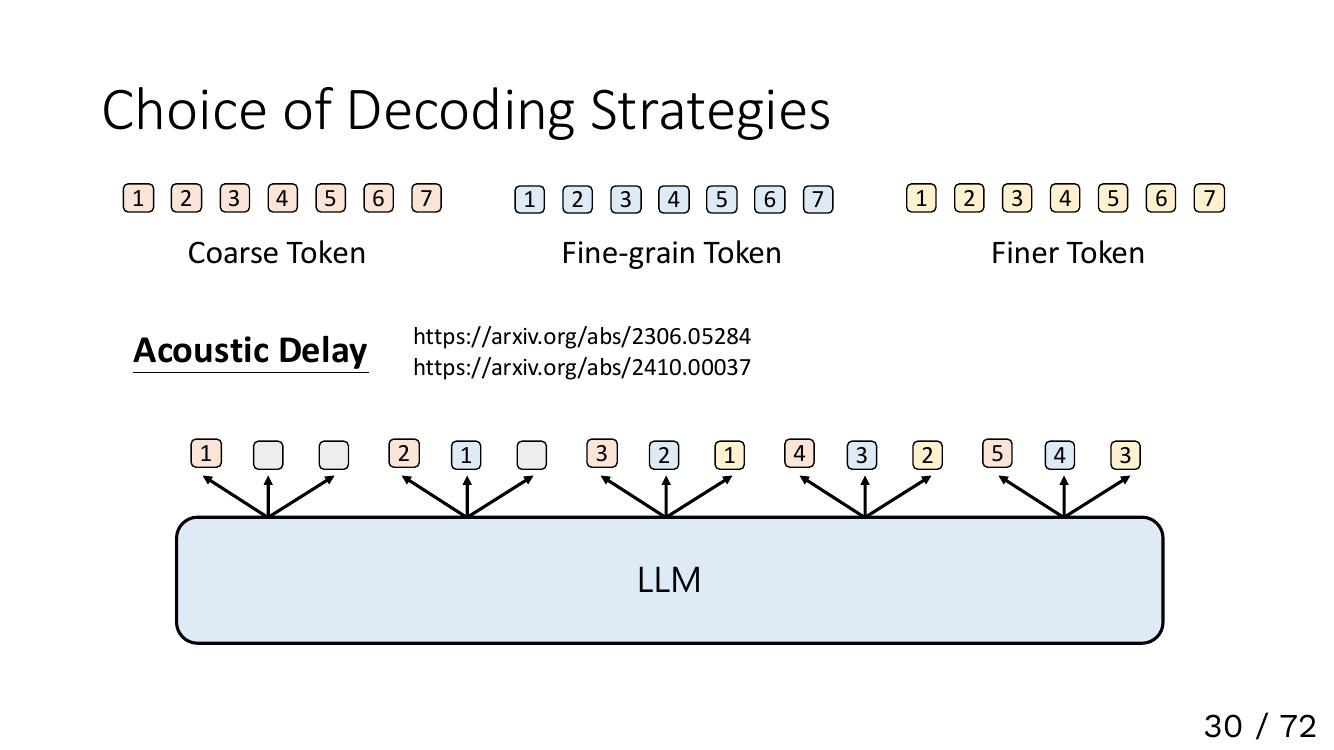 Choice of Decoding Strategies
1 2 3 4 5 6 7
1 2 3 4 5 6 7
1 2 3 4 5 6 7
Coarse Token
Fine-grain Token
Finer Token
Acoustic Delay
https://arxiv.org/abs/2306.05284
https://arxiv.org/abs/2410.00037
1 2 1 3 2 1 4 3 2 5 4 3
LLM
30 / 72